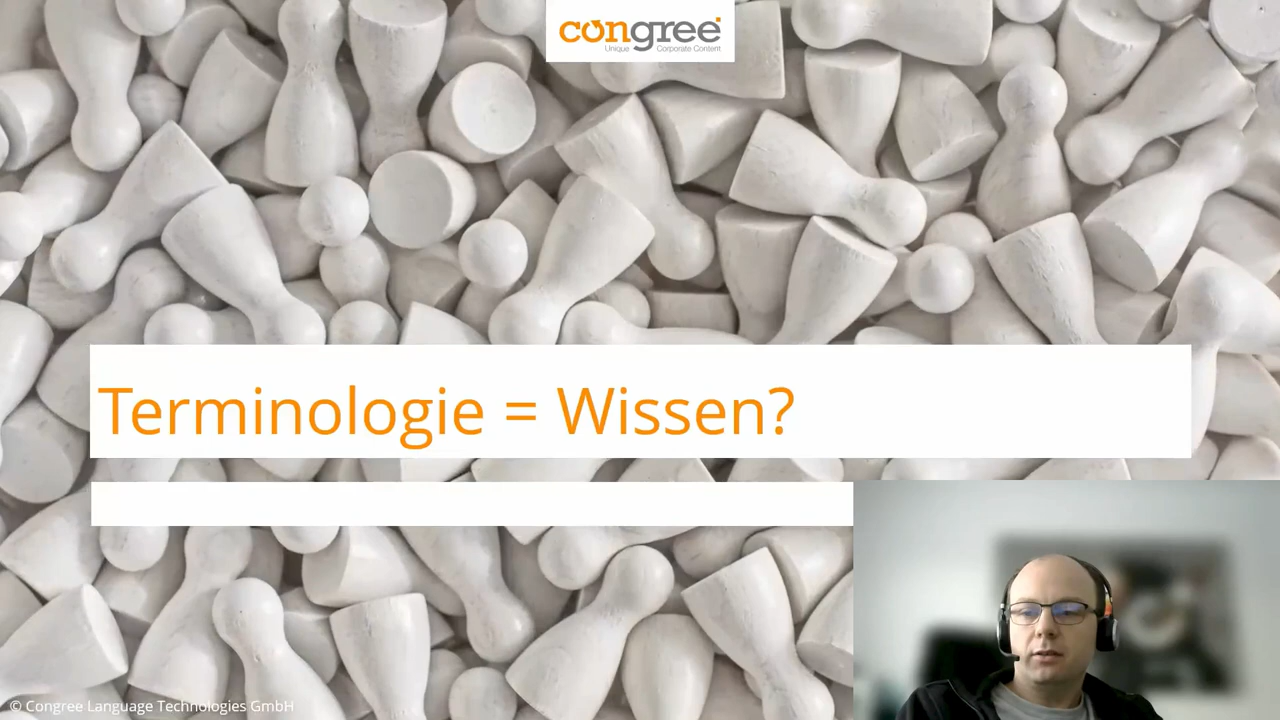 congree
Unique Corporate Content
Terminologie = Wissen?
© Congree Language Technologies GmbH